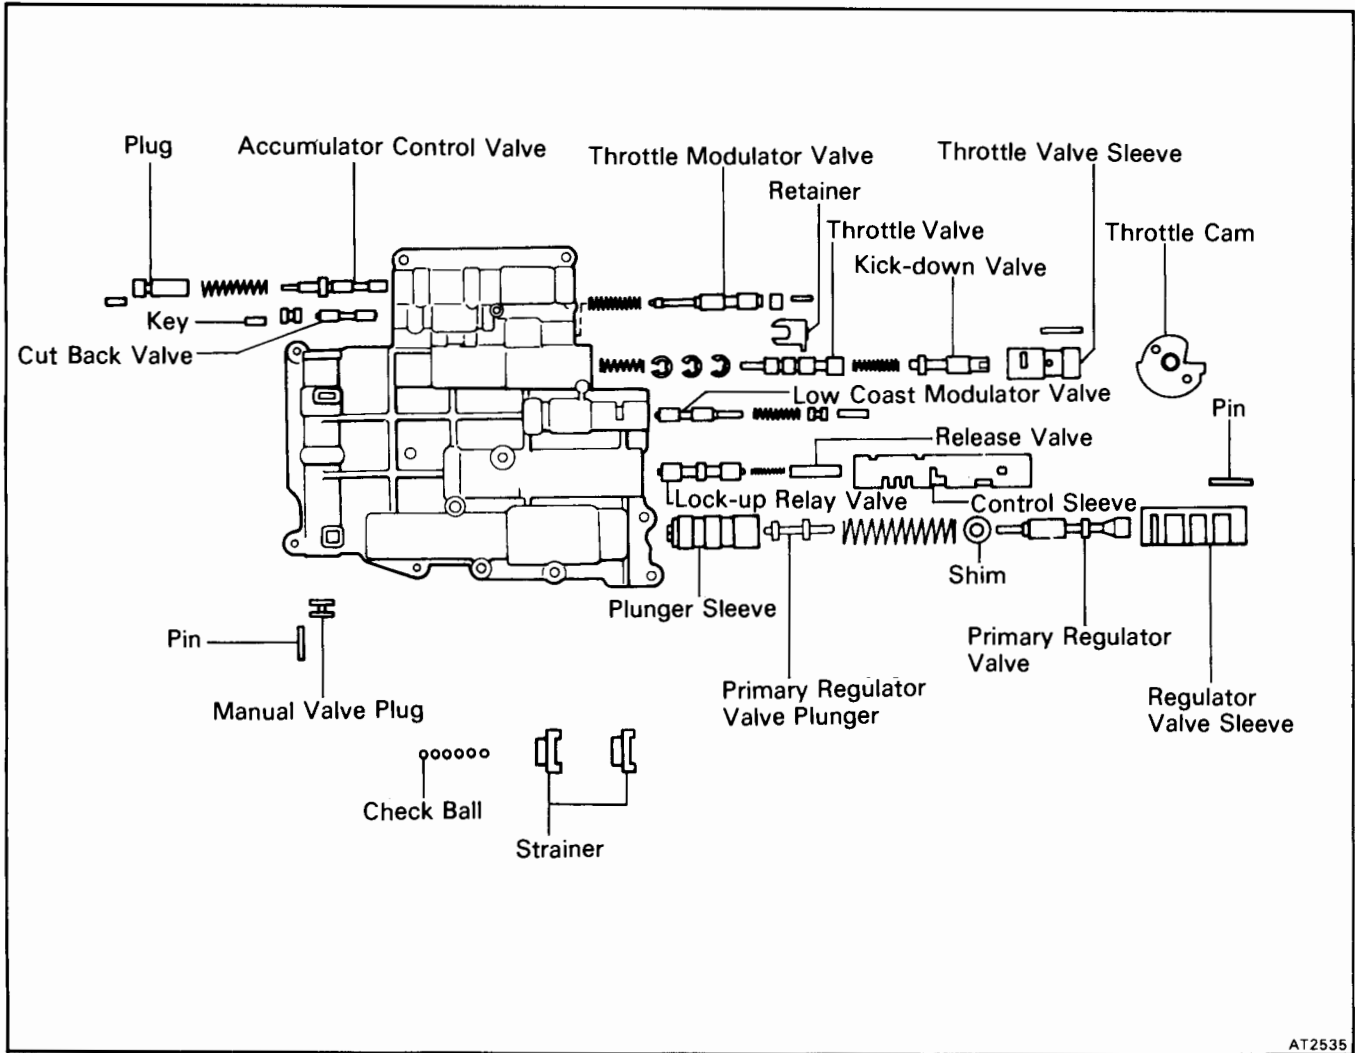 Plug
Accumulator Control Valve
Throttle Modulator Valve
Throttle Valve Sleeve
Retainer
Throttle Valve
Throttle Cam
Kick-down Valve
Key
Cut Back Valve
Low Coast Modulator Valve
Pin
Release Valve
Lock-up Relay Valve
Control Sleeve
Shim
Plunger Sleeve
Pin
Primary Regulator
Valve
Manual Valve Plug
Primary Regulator
Valve Plunger
Regulator
Valve Sleeve
Check Ball
Strainer
AT2535